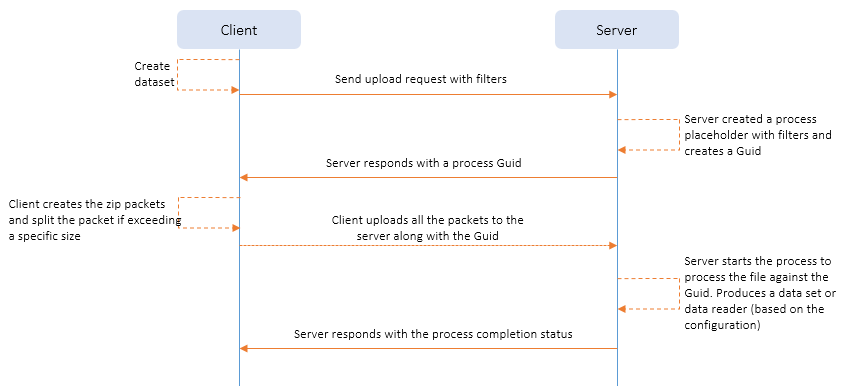 Client
Server
Create
dataset
Send upload request with filters
Server created a process
placeholder with filters and
creates a Guid
Server responds with a process Guid
Client creates the zip packets
and split the packet if exceeding
a specific size
Client uploads all the packets to the
server along with the Guid
Server starts the process to
process the file against the
Guid. Produces a data set or
data reader (based on the
configuration)
Server responds with the process completion status